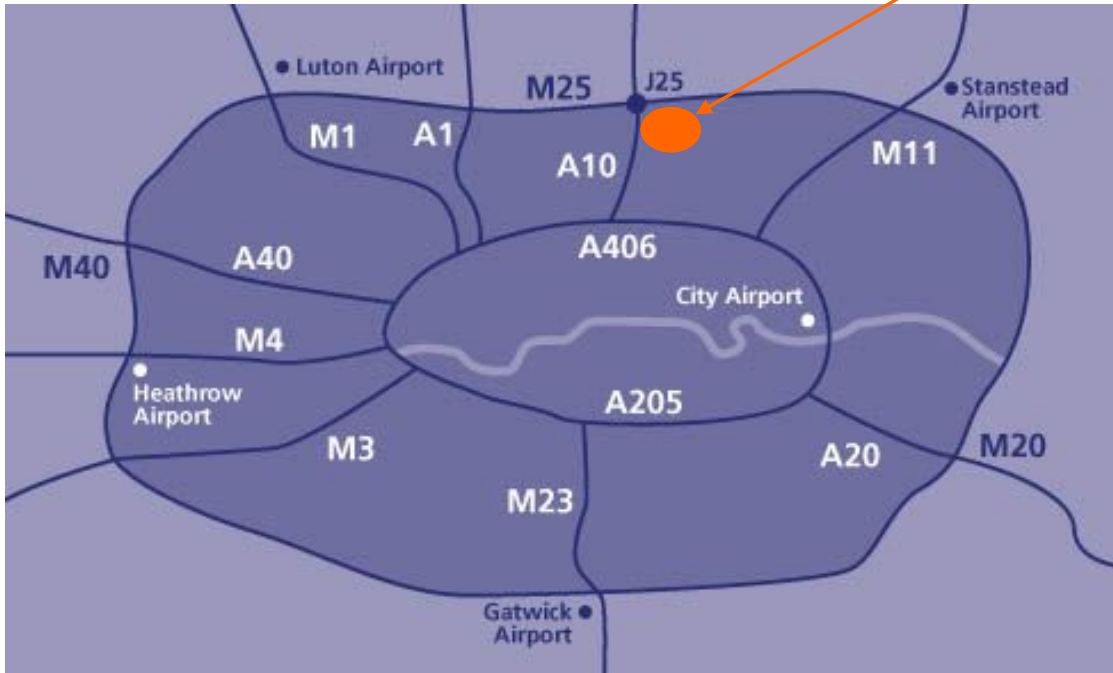 Luton Airport
M25
J25
Stanstead
Airport
M1
A1
A10
M11
M40
A40
A406
City Airport
M4
Heathrow
Airport
A205
M3
A20
M20
M23
Gatwick
Airport